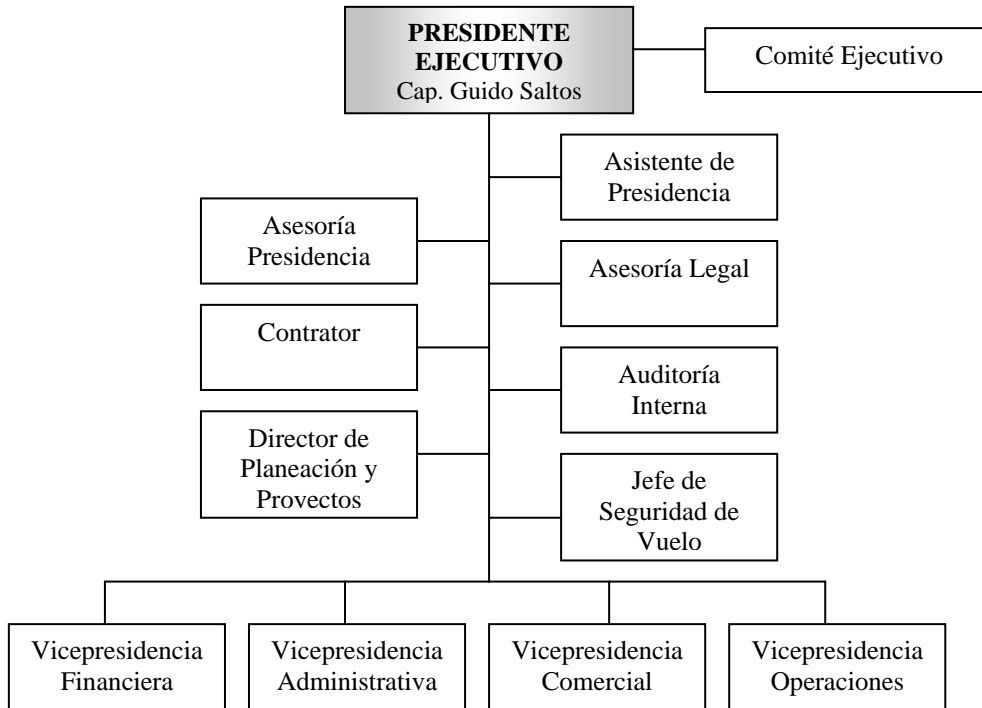 PRESIDENTE
EJECUTIVO
Cap. Guido Saltos
Comité Ejecutivo
Asistente de
Presidencia
Asesoría
Presidencia
Asesoría Legal
Contrator
Auditoría
Interna
Director de
Planeación y
Proyectos
Jefe de
Seguridad de
Vuelo
Vicepresidencia
Financiera
Vicepresidencia
Administrativa
Vicepresidencia
Comercial
Vicepresidencia
Operaciones